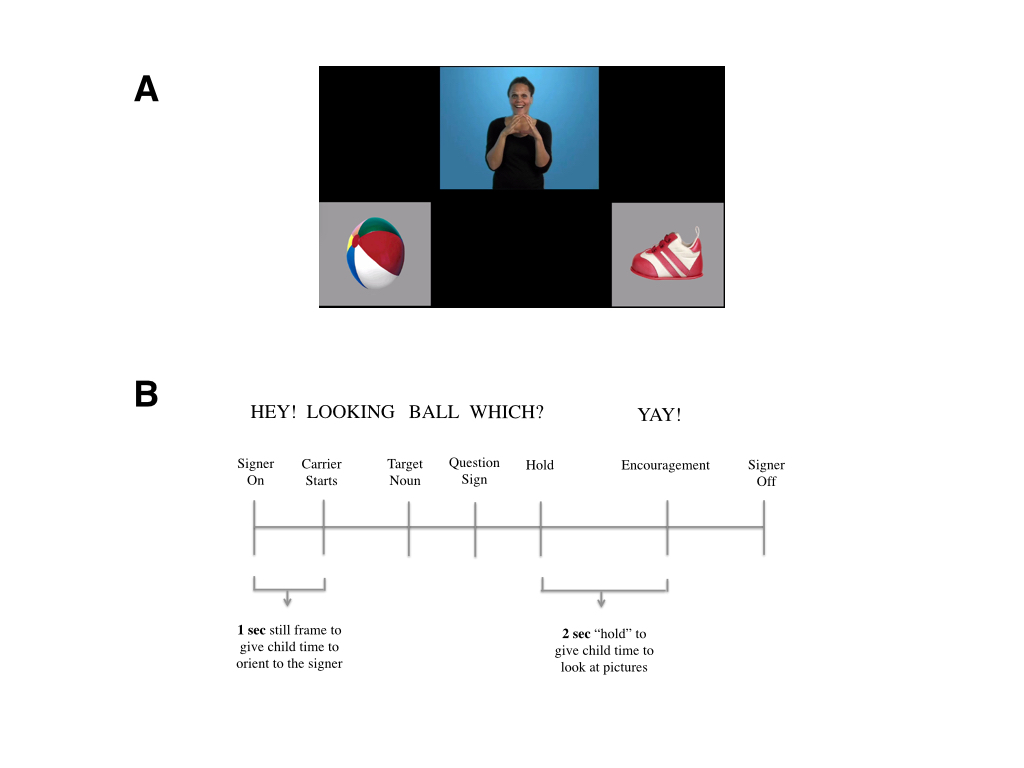 A
B
HEY! LOOKING BALL WHICH?
YAY!
Signer
On
Carrier
Starts
Target
Noun
Question
Sign
Hold
Encouragement
Signer
Off
1 sec still frame to
give child time to
orient to the signer
2 sec “hold” to
give child time to
look at pictures